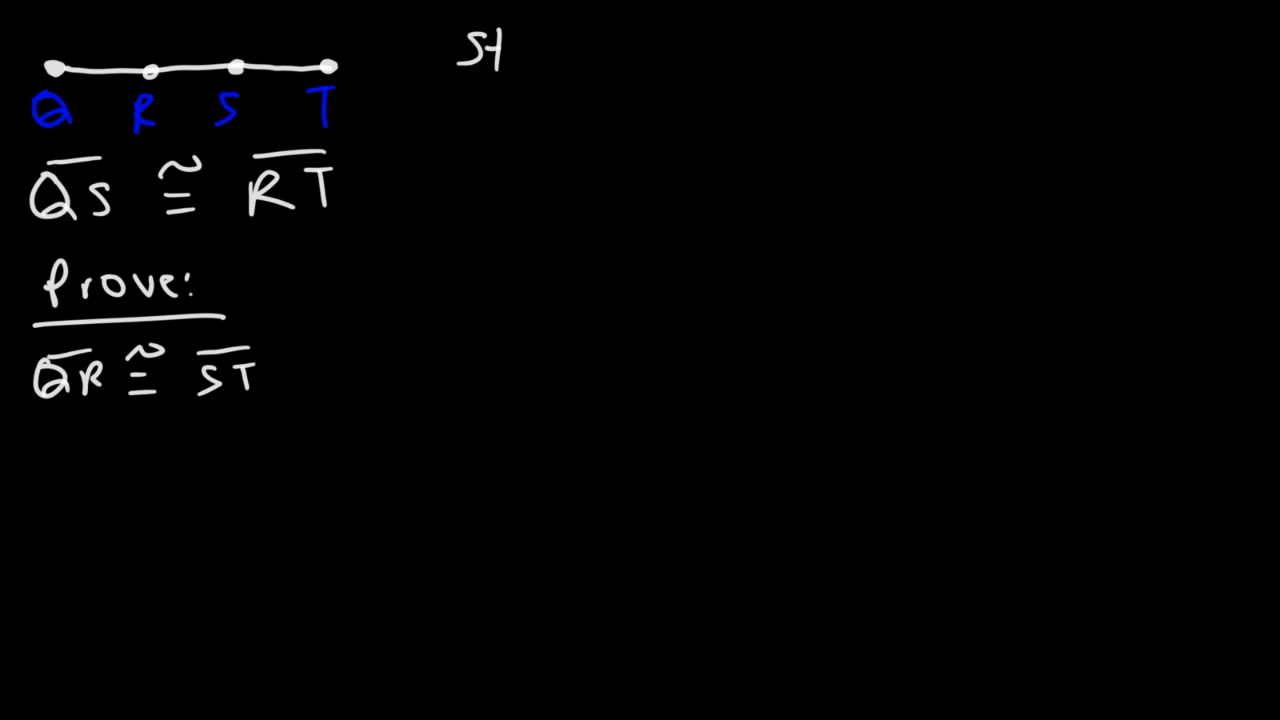 St
Q R S T
QS ≅ RT
Prove:
QR ≅ ST